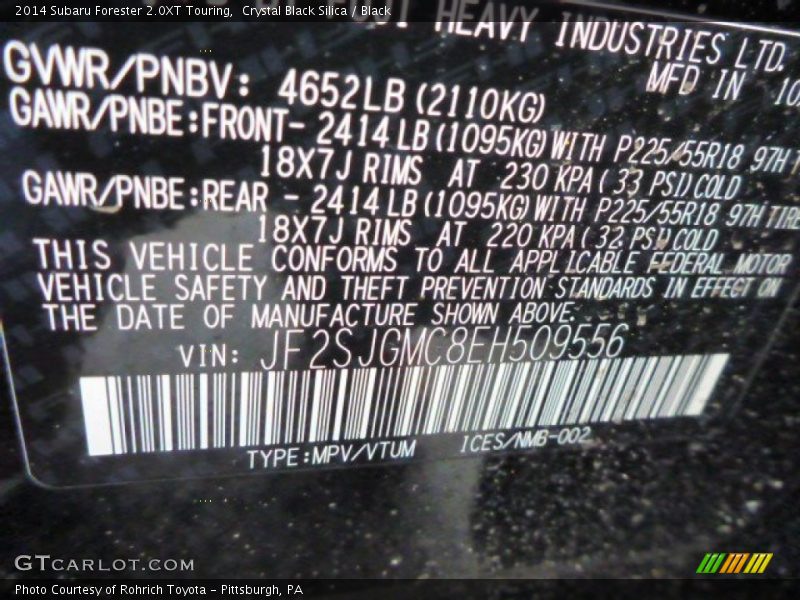 2014 Subaru Forester 2.0XT Touring, Crystal Black Silica / Black
HEAVY INDUSTRIES LTD.
MFD IN 10
GVWR/PNBV: 4652LB (2110KG)
GAWR/PNBE:FRONT- 2414 LB (1095KG) WITH P225/55R18 97H T
18X7J RIMS AT 230 KPA ( 33 PSI) COLD
GAWR/PNBE:REAR - 2414 LB (1095KG) WITH P225/55R18 97H TIRE
18X7J RIMS AT 220 KPA ( 32 PSI) COLD
THIS VEHICLE CONFORMS TO ALL APPLICABLE FEDERAL MOTOR
VEHICLE SAFETY AND THEFT PREVENTION STANDARDS IN EFFECT ON
THE DATE OF MANUFACTURE SHOWN ABOVE.
VIN: JF2SJGMC8EH509556
TYPE:MPV/VTUM ICES/NMB-002
GTCARLOT.COM
Photo Courtesy of Rohrich Toyota - Pittsburgh, PA